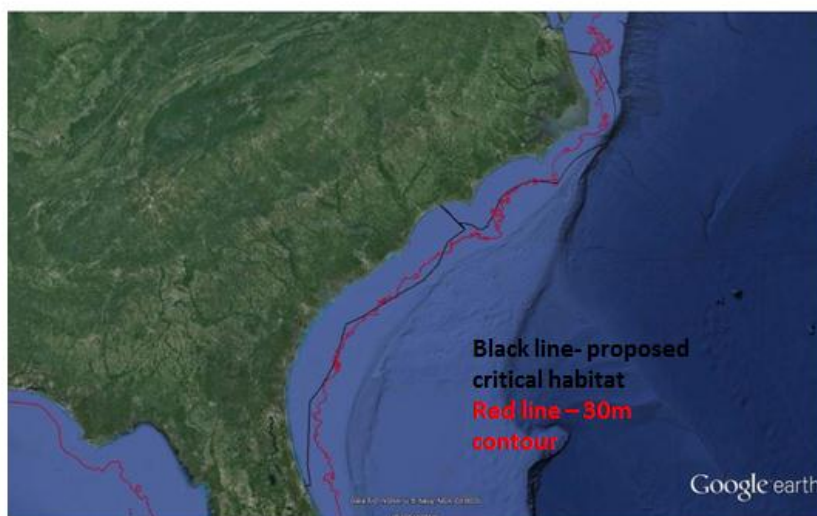 Black line- proposed
critical habitat
Red line – 30m
contour
Google earth